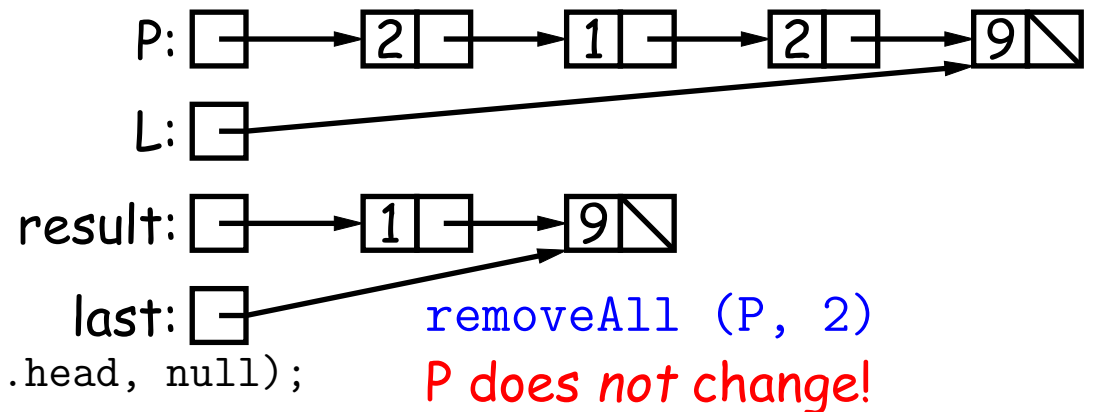 P: 2 1 2 9
L:
result: 1 9
last:
removeAll (P, 2)
.head, null);
P does not change!